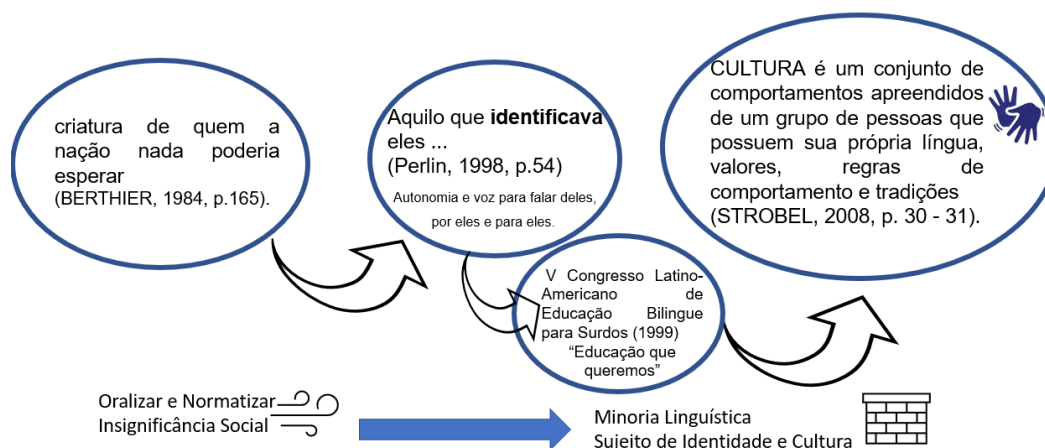 criatura de quem a
nação nada poderia
esperar
(BERTHIER, 1984, p.165).
Aquilo que identificava
eles ...
(Perlin, 1998, p.54)
Autonomia e voz para falar deles,
por eles e para eles.
V Congresso Latino-
Americano de
Educação Bilingue
para Surdos (1999)
“Educação que
queremos”
CULTURA é um conjunto de
comportamentos apreendidos
de um grupo de pessoas que
possuem sua própria língua,
valores, regras de
comportamento e tradições
(STROBEL, 2008, p. 30 - 31).
Oralizar e Normatizar
Insignificância Social
Minoria Linguística
Sujeito de Identidade e Cultura